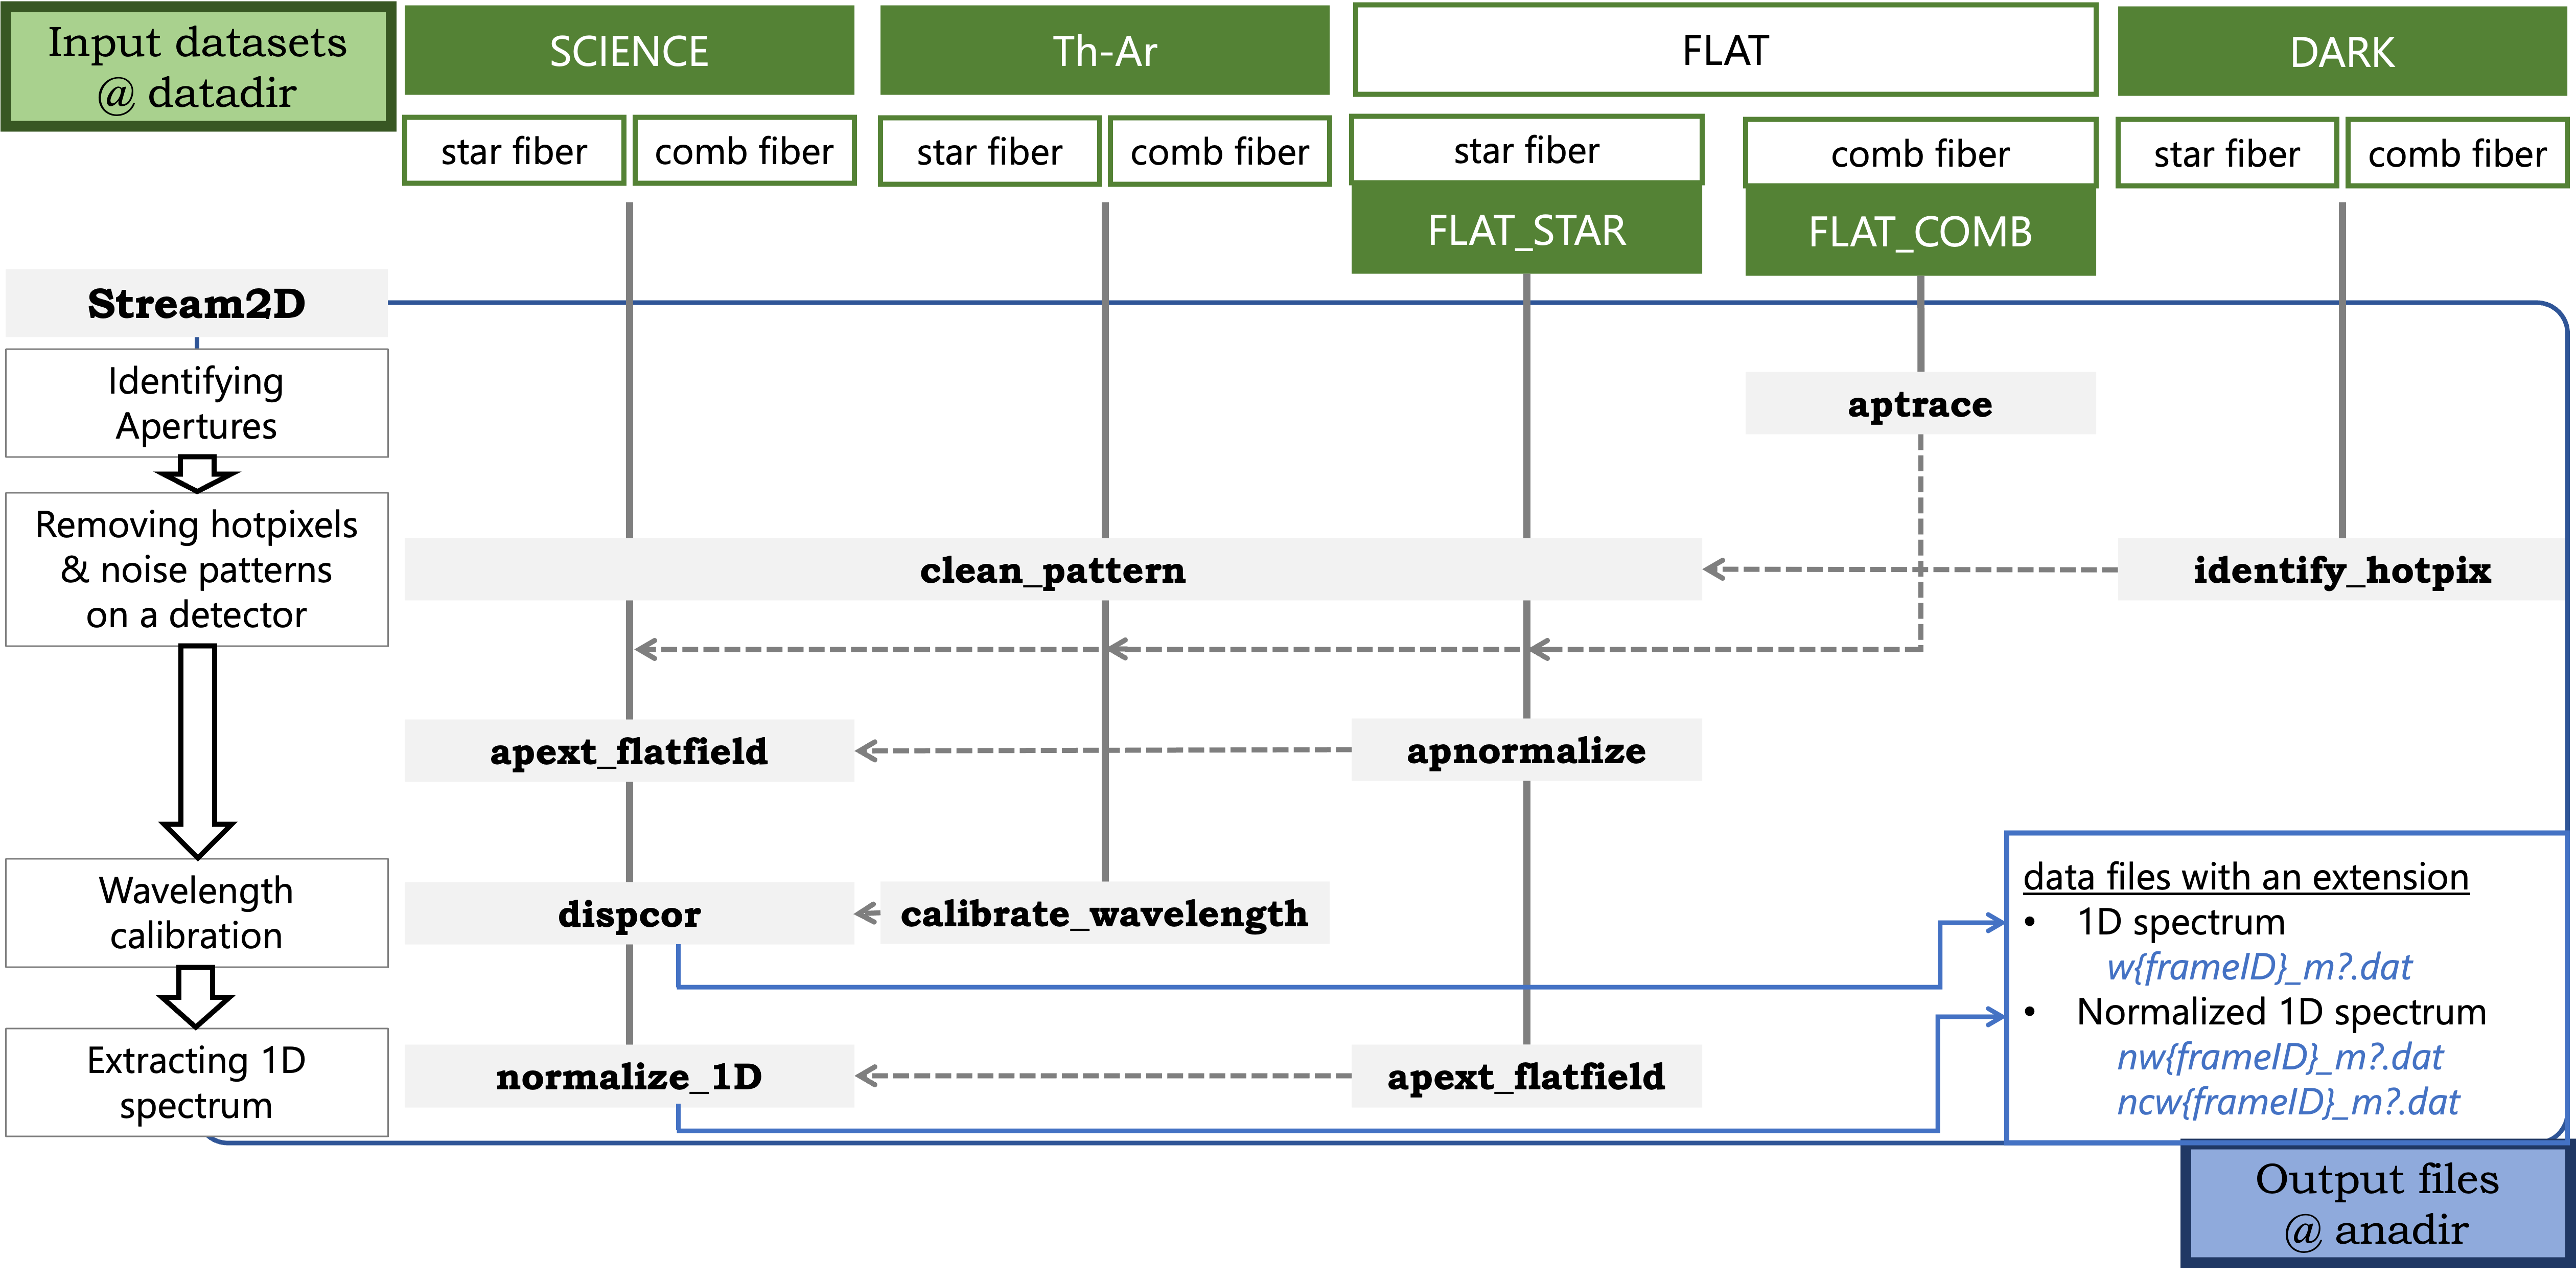 Input datasets
@ datadir
SCIENCE
Th-Ar
FLAT
DARK
star fiber
comb fiber
star fiber
comb fiber
star fiber
comb fiber
star fiber
comb fiber
FLAT_STAR
FLAT_COMB
Stream2D
Identifying
Apertures
aptrace
Removing hotpixels
& noise patterns
on a detector
clean_pattern
identify_hotpix
apext_flatfield
apnormalize
Wavelength
calibration
dispcor
calibrate_wavelength
Extracting 1D
spectrum
normalize_1D
apext_flatfield
data files with an extension
• 1D spectrum
w{frameID}_m?.dat
• Normalized 1D spectrum
nw{frameID}_m?.dat
ncw{frameID}_m?.dat
Output files
@ anadir